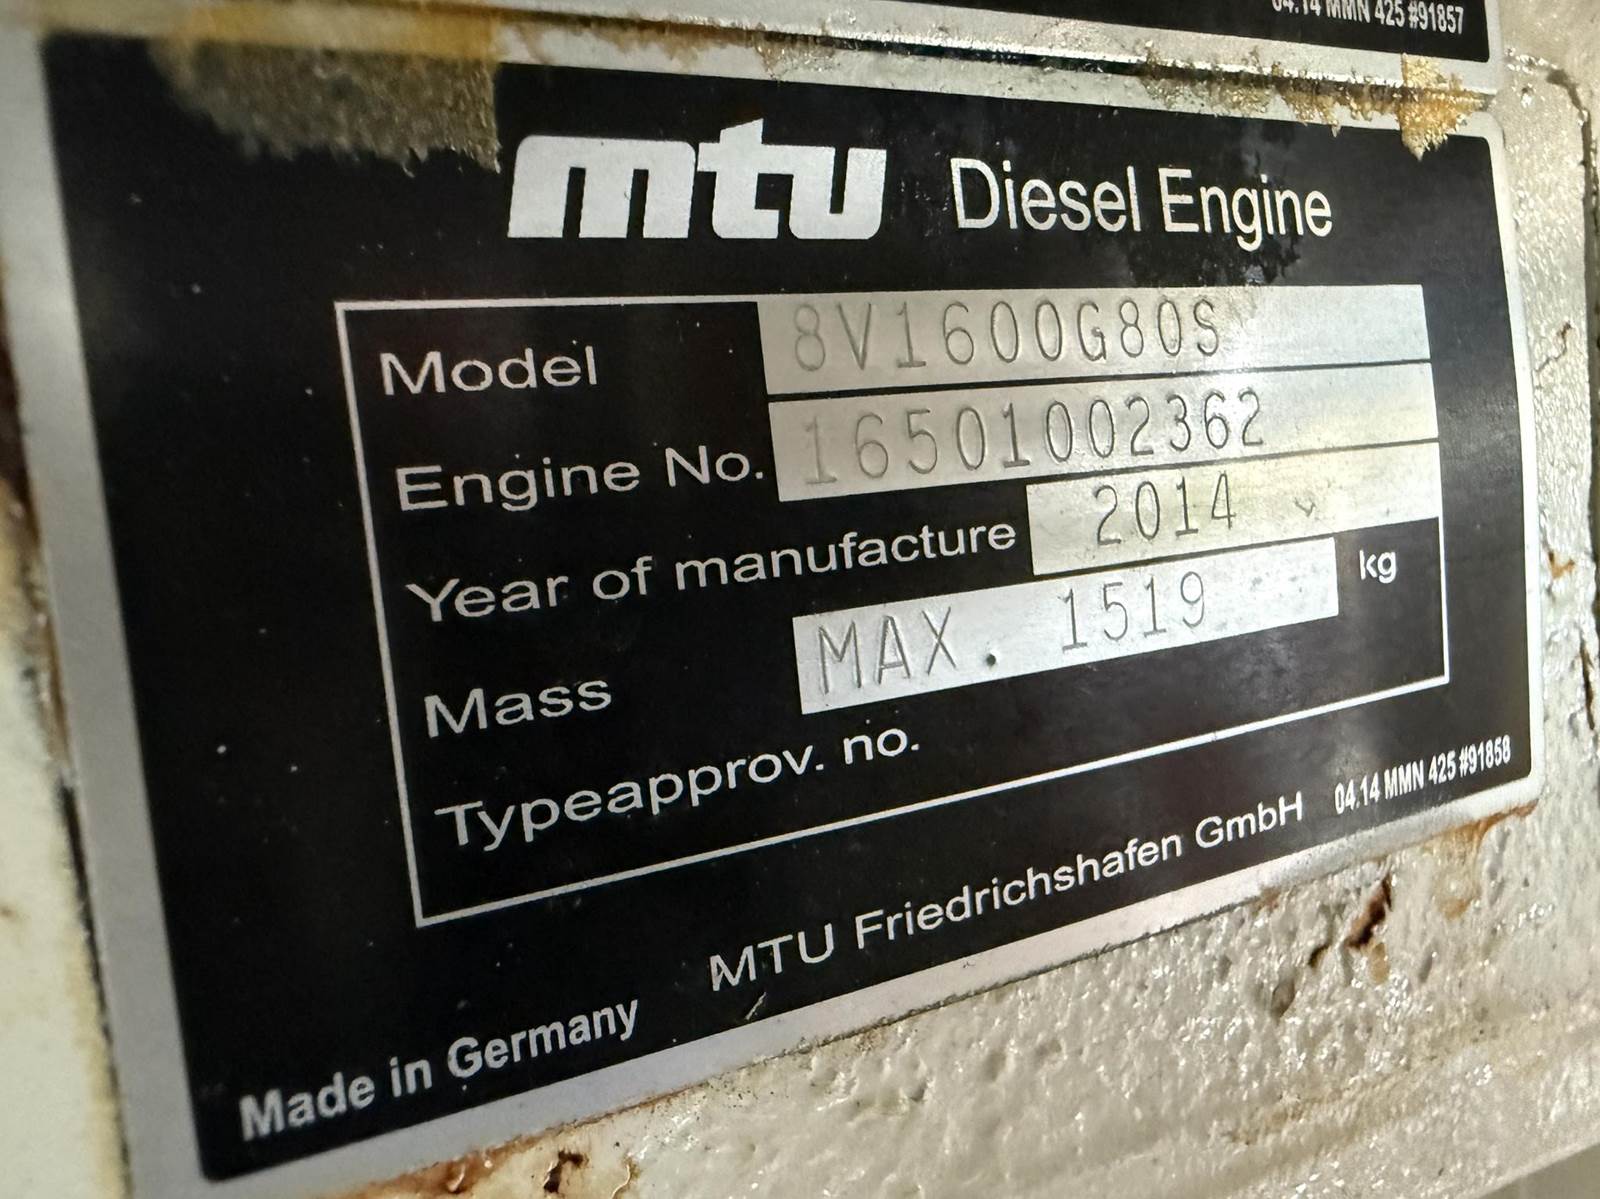 04.14 MMN 425 #91857
mtu Diesel Engine
Model 8V1600G80S
Engine No. 16501002362
Year of manufacture 2014
Mass MAX. 1519 kg
Typeapprov. no.
MTU Friedrichshafen GmbH 04.14 MMN 425 #91858
Made in Germany